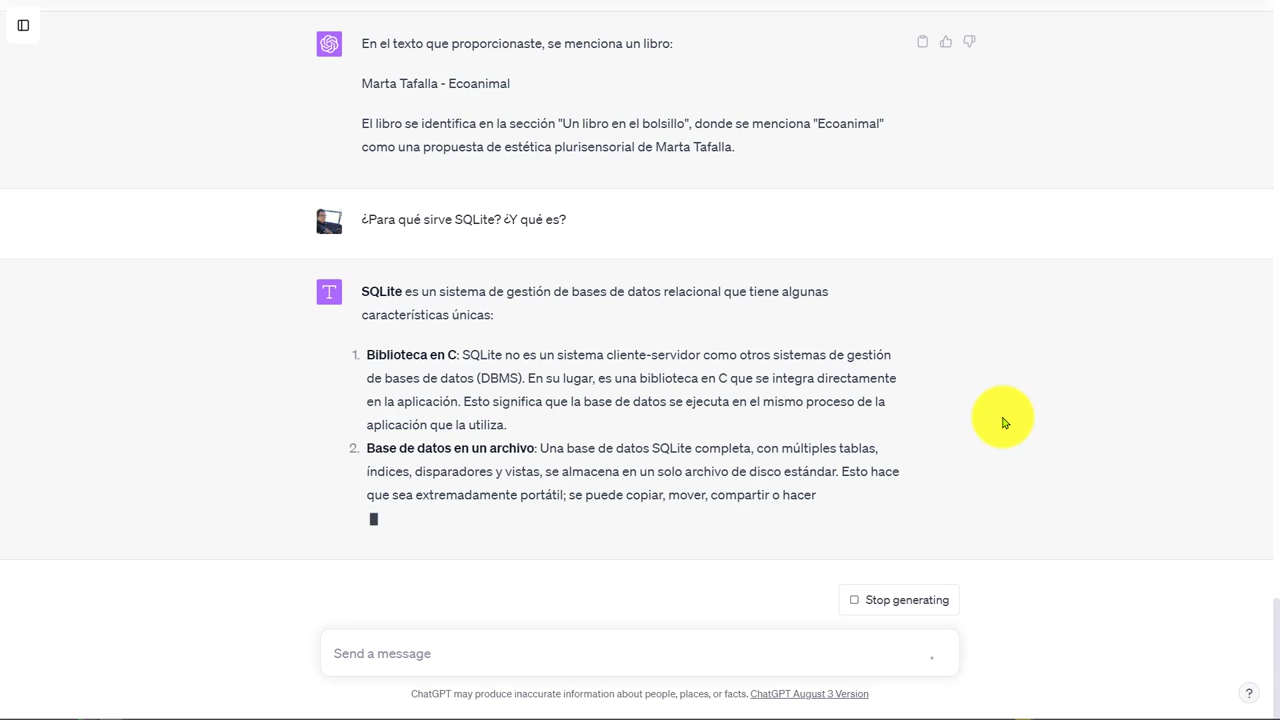 En el texto que proporcionaste, se menciona un libro:
Marta Tafalla - Ecoanimal
El libro se identifica en la sección "Un libro en el bolsillo", donde se menciona "Ecoanimal"
como una propuesta de estética plurisensorial de Marta Tafalla.
¿Para qué sirve SQLite? ¿Y qué es?
T
SQLite es un sistema de gestión de bases de datos relacional que tiene algunas
características únicas:
1. Biblioteca en C: SQLite no es un sistema cliente-servidor como otros sistemas de gestión
de bases de datos (DBMS). En su lugar, es una biblioteca en C que se integra directamente
en la aplicación. Esto significa que la base de datos se ejecuta en el mismo proceso de la
aplicación que la utiliza.
2. Base de datos en un archivo: Una base de datos SQLite completa, con múltiples tablas,
índices, disparadores y vistas, se almacena en un solo archivo de disco estándar. Esto hace
que sea extremadamente portátil; se puede copiar, mover, compartir o hacer
Stop generating
Send a message
ChatGPT may produce inaccurate information about people, places, or facts. ChatGPT August 3 Version
?